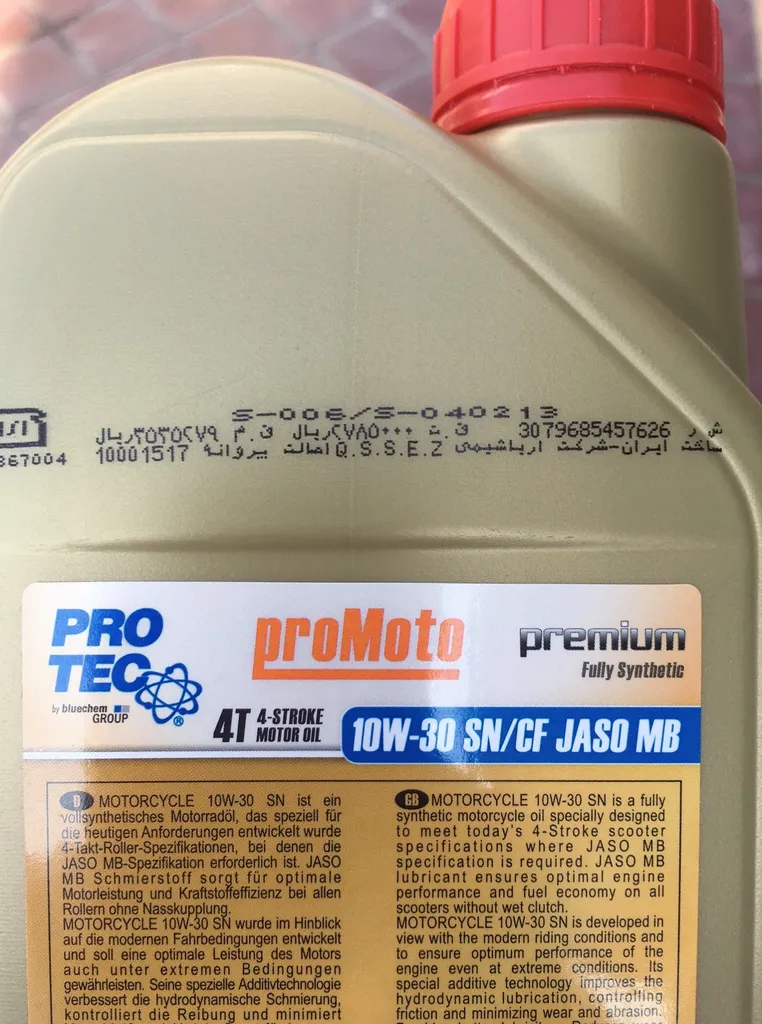 S-006/S-040213
ش ر 3079685457626 ق.ت ۲۷۸۵۰۰۰ریال ق.م ۲۵۳۵۲۷۹ریال
ساخت ایران-شرکت ارباشیمی Q.S.S.E.Z اصالت پیروانه 10001517
867004
PRO TEC
by bluechem GROUP
®
proMoto
premium
Fully Synthetic
4T 4-STROKE MOTOR OIL
10W-30 SN/CF JASO MB
D MOTORCYCLE 10W-30 SN ist ein
vollsynthetisches Motorradöl, das speziell für
die heutigen Anforderungen entwickelt wurde
4-Takt-Roller-Spezifikationen, bei denen die
JASO MB-Spezifikation erforderlich ist. JASO
MB Schmierstoff sorgt für optimale
Motorleistung und Kraftstoffeffizienz bei allen
Rollern ohne Nasskupplung.
MOTORCYCLE 10W-30 SN wurde im Hinblick
auf die modernen Fahrbedingungen entwickelt
und soll eine optimale Leistung des Motors
auch unter extremen Bedingungen
gewährleisten. Seine spezielle Additivtechnologie
verbessert die hydrodynamische Schmierung,
kontrolliert die Reibung und minimiert
GB MOTORCYCLE 10W-30 SN is a fully
synthetic motorcycle oil specially designed
to meet today's 4-Stroke scooter
specifications where JASO MB
specification is required. JASO MB
lubricant ensures optimal engine
performance and fuel economy on all
scooters without wet clutch.
MOTORCYCLE 10W-30 SN is developed in
view with the modern riding conditions and
to ensure optimum performance of the
engine even at extreme conditions. Its
special additive technology improves the
hydrodynamic lubrication, controlling
friction and minimizing wear and abrasion.